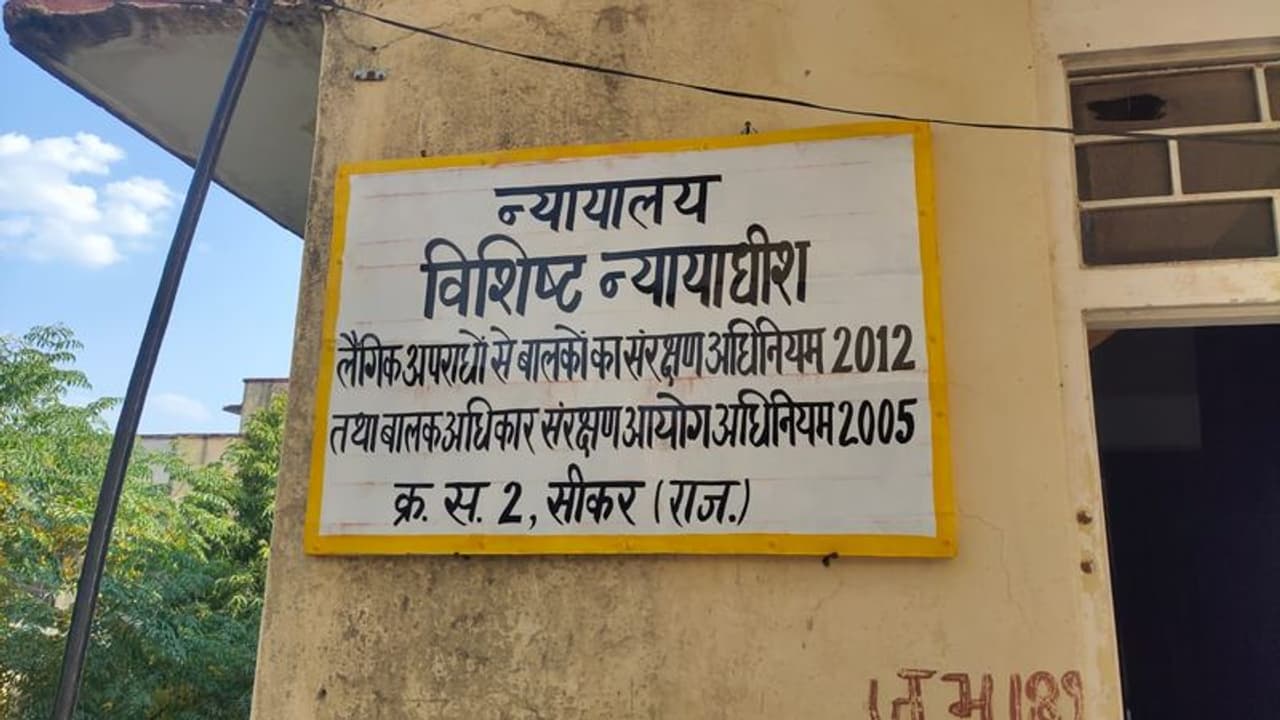 न्यायालय
विशिष्ट न्यायाधीश
लैगिक अपराधों से बालकों का संरक्षण अधिनियम 2012
तथा बालक अधिकार संरक्षण आयोग अधिनियम 2005
क्र. स. 2, सीकर (राज.)